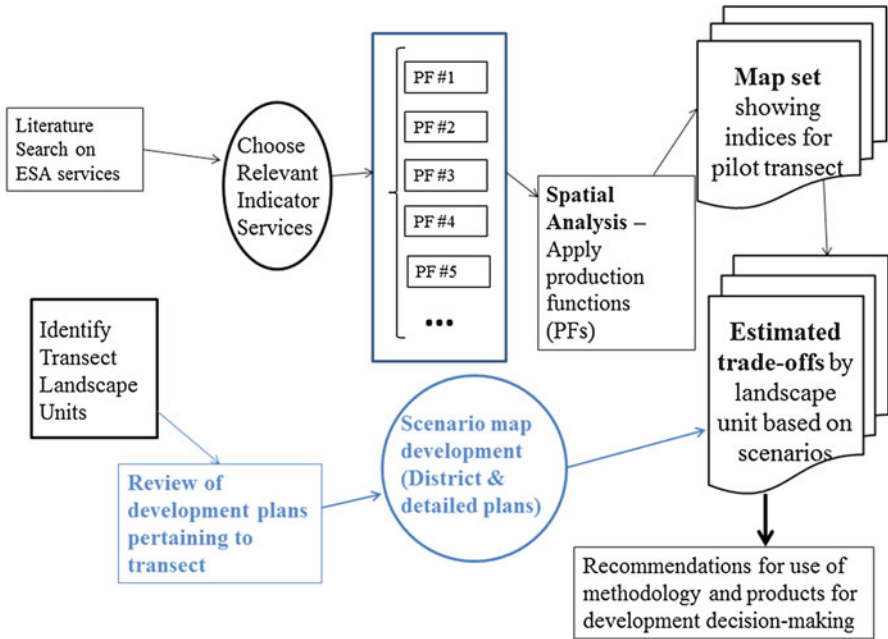 Literature
Search on
ESA services
Choose
Relevant
Indicator
Services
PF #1
PF #2
PF #3
PF #4
PF #5
...
Spatial
Analysis –
Apply
production
functions
(PFs)
Map set
showing
indices for
pilot transect
Identify
Transect
Landscape
Units
Review of
development plans
pertaining to
transect
Scenario map
development
(District &
detailed plans)
Estimated
trade-offs by
landscape
unit based on
scenarios
Recommendations for use of
methodology and products for
development decision-making